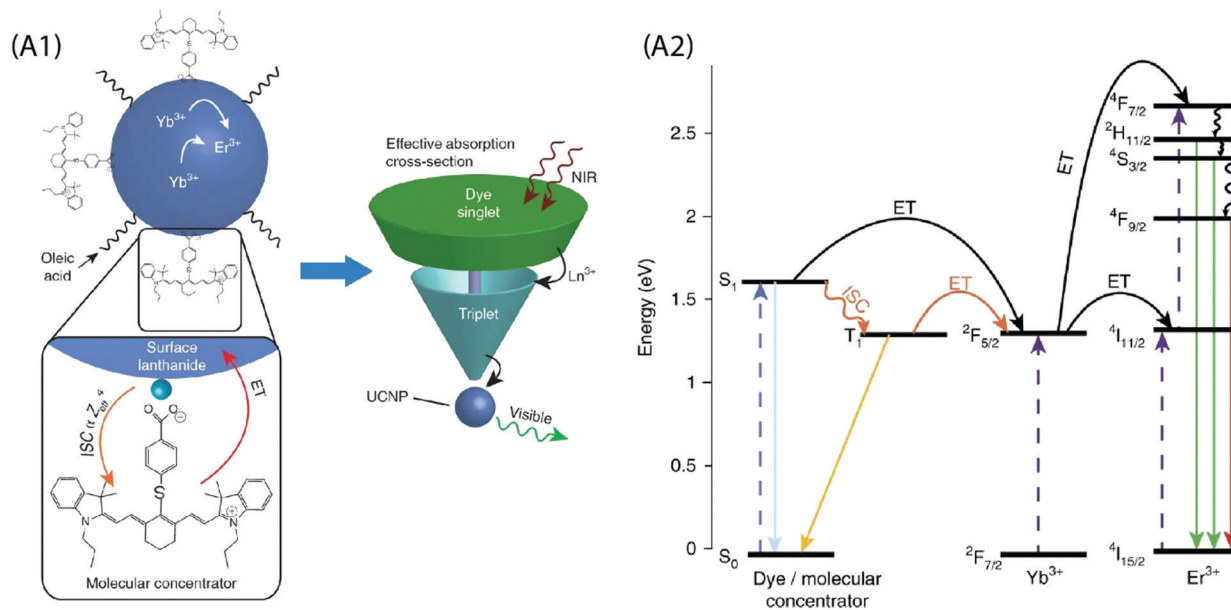 (A1)
Yb³⁺
Er³⁺
Yb³⁺
Oleic
acid
Surface
lanthanide
ISC α Z_eff⁴
ET
O
O
⊖
S
N
N
⊕
Molecular concentrator
Effective absorption
cross-section
NIR
Dye
singlet
Ln³⁺
Triplet
UCNP
Visible
(A2)
Energy (eV)
2.5
2
1.5
1
0.5
0
S₁
S₀
ISC
T₁
ET
ET
ET
ET
²F₅/₂
²F₇/₂
⁴F₇/₂
²H₁₁/₂
⁴S₃/₂
⁴F₉/₂
⁴I₁₁/₂
⁴I₁₅/₂
Dye / molecular
concentrator
Yb³⁺
Er³⁺